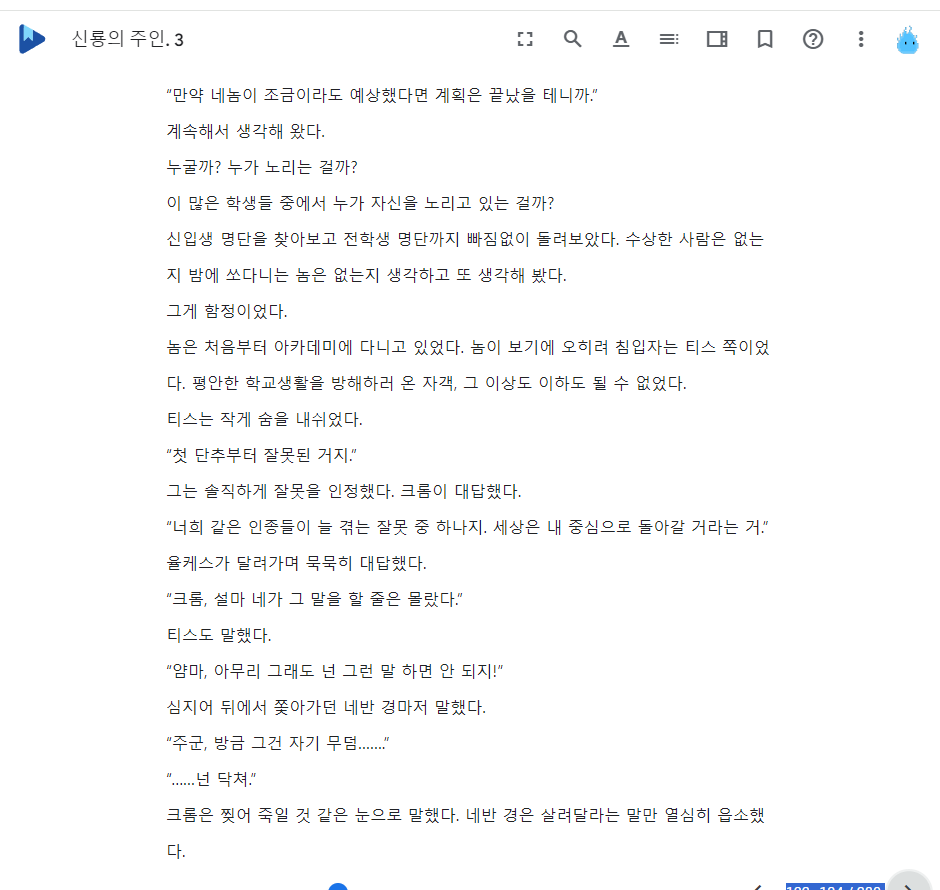 신룡의 주인. 3
“만약 네놈이 조금이라도 예상했다면 계획은 끝났을 테니까.”
계속해서 생각해 왔다.
누굴까? 누가 노리는 걸까?
이 많은 학생들 중에서 누가 자신을 노리고 있는 걸까?
신입생 명단을 찾아보고 전학생 명단까지 빠짐없이 돌려보았다. 수상한 사람은 없는
지 밤에 쏘다니는 놈은 없는지 생각하고 또 생각해 봤다.
그게 함정이었다.
놈은 처음부터 아카데미에 다니고 있었다. 놈이 보기에 오히려 침입자는 티스 쪽이었
다. 평안한 학교생활을 방해하러 온 자객, 그 이상도 이하도 될 수 없었다.
티스는 작게 숨을 내쉬었다.
“첫 단추부터 잘못된 거지.”
그는 솔직하게 잘못을 인정했다. 크롬이 대답했다.
“너희 같은 인종들이 늘 겪는 잘못 중 하나지. 세상은 내 중심으로 돌아갈 거라는 거.”
율케스가 달려가며 묵묵히 대답했다.
“크롬, 설마 네가 그 말을 할 줄은 몰랐다.”
티스도 말했다.
“얌마, 아무리 그래도 넌 그런 말 하면 안 되지!”
심지어 뒤에서 쫓아가던 네반 경마저 말했다.
“주군, 방금 그건 자기 무덤.......”
“......넌 닥쳐.”
크롬은 찢어 죽일 것 같은 눈으로 말했다. 네반 경은 살려달라는 말만 열심히 읍소했
다.